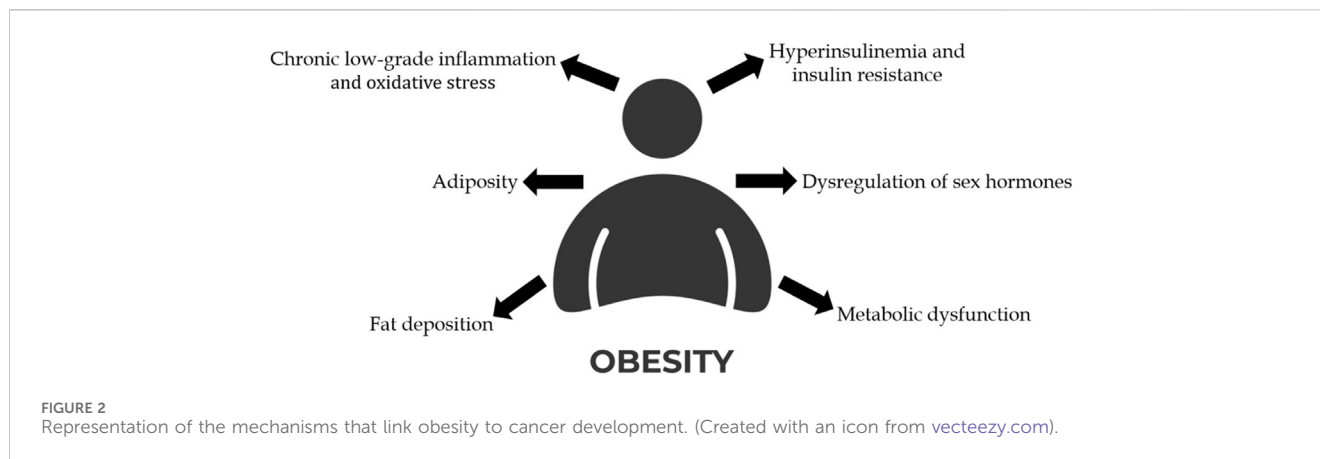 Chronic low-grade inflammation
and oxidative stress
Hyperinsulinemia and
insulin resistance
Adiposity
Dysregulation of sex hormones
Fat deposition
Metabolic dysfunction
OBESITY
FIGURE 2
Representation of the mechanisms that link obesity to cancer development. (Created with an icon from vecteezy.com).